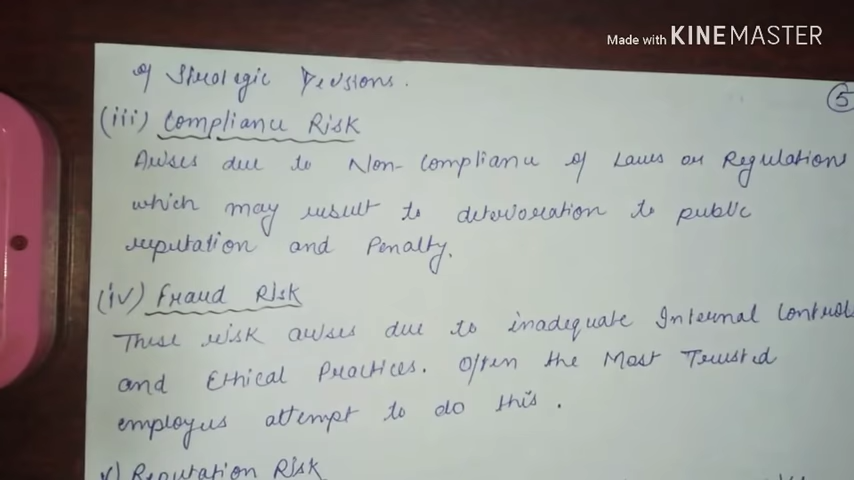 Made with KINEMASTER
of Strategic Decisions.
5
(iii) Compliance Risk
Arises due to Non-Compliance of Laws or Regulations
which may result to deterioration to public
reputation and Penalty.
(iv) Fraud Risk
These risk arises due to inadequate Internal Controls
and Ethical Practices. Often the Most Trusted
employees attempt to do this.
v) Reputation Risk